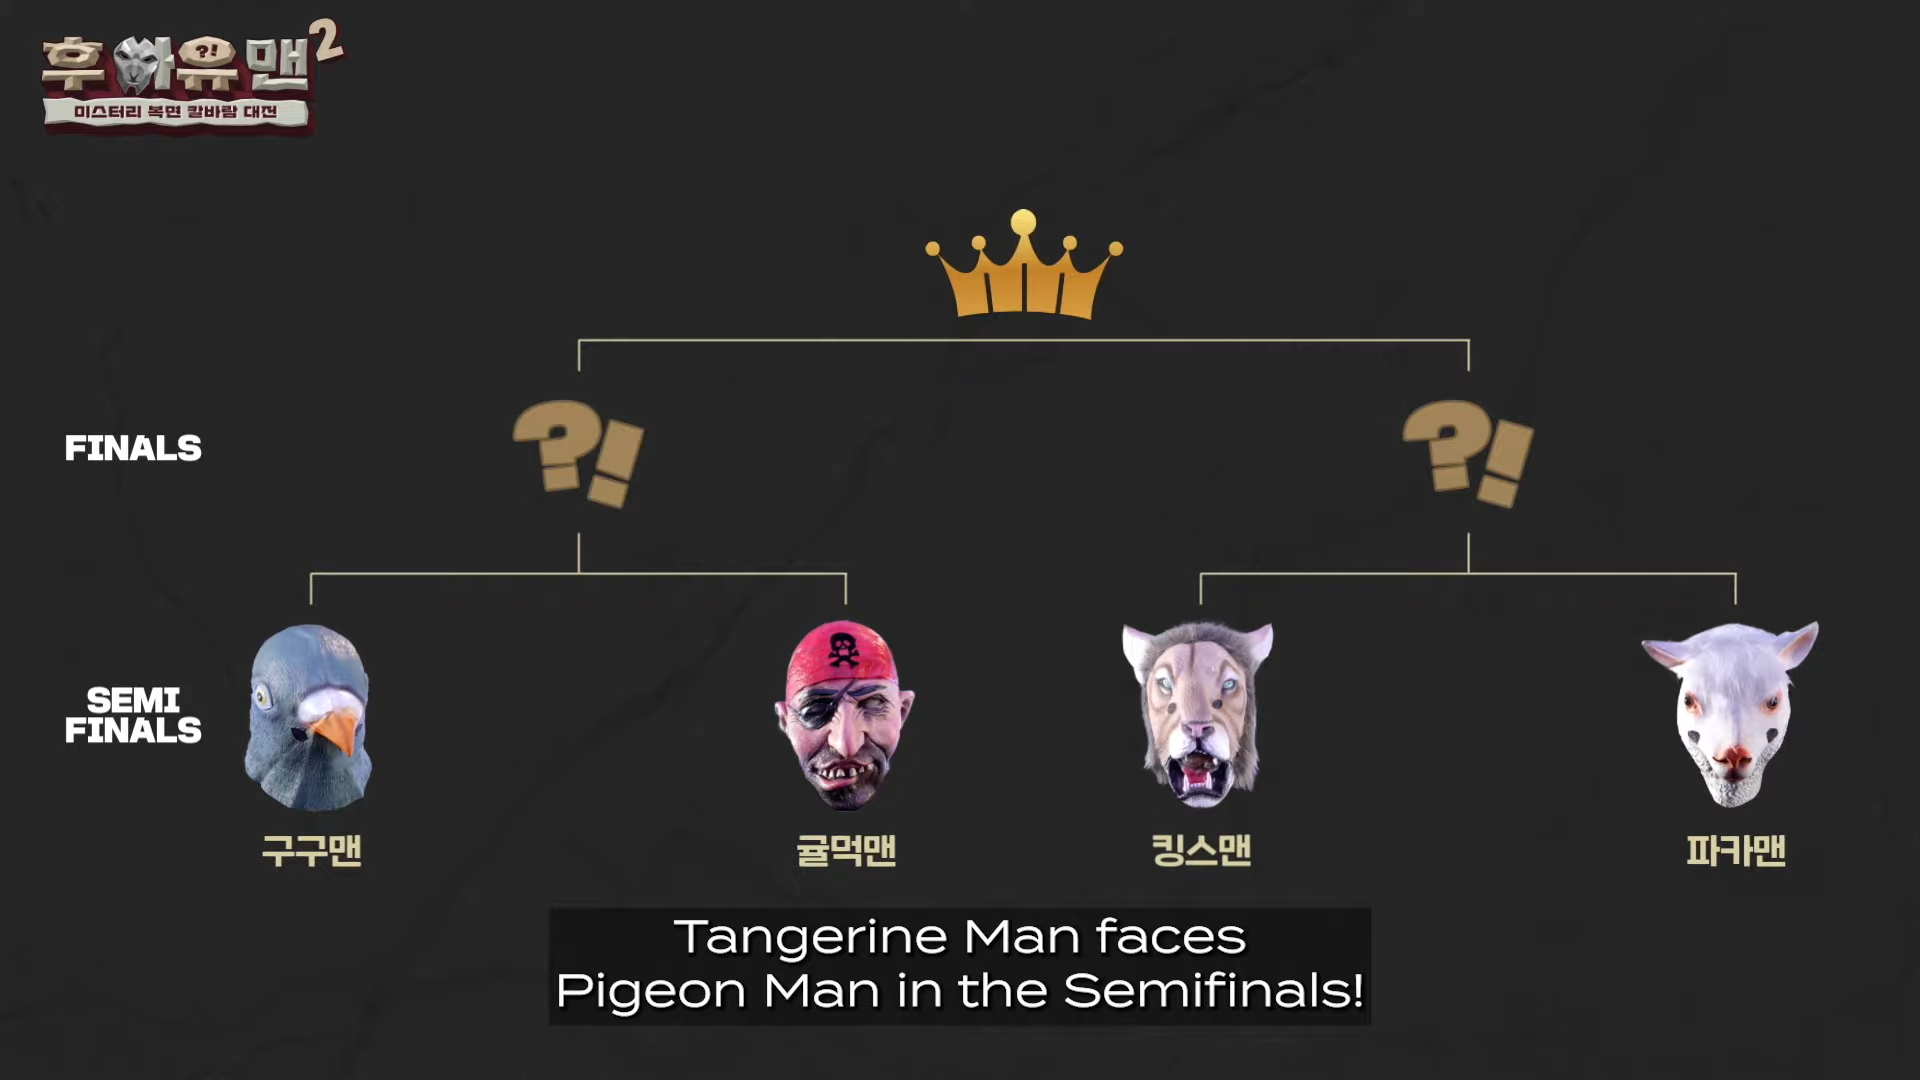 후아유맨2
?!
미스터리 복면 칼바람 대전
FINALS
?!
?!
SEMI
FINALS
구구맨
귤먹맨
킹스맨
파카맨
Tangerine Man faces
Pigeon Man in the Semifinals!